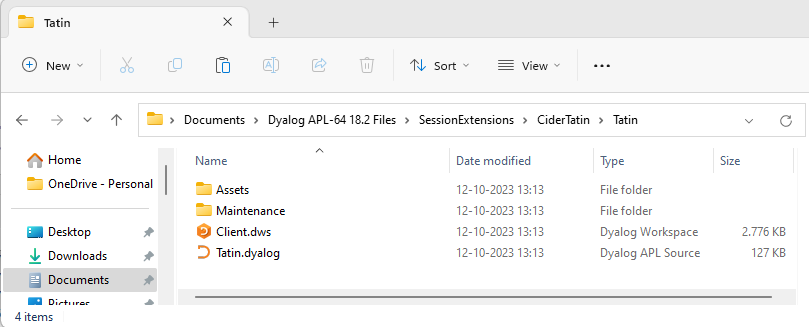 Tatin
New Sort View
Documents Dyalog APL-64 18.2 Files SessionExtensions CiderTatin Tatin
Home
OneDrive - Personal
Desktop
Downloads
Documents
Pictures
Name Date modified Type Size
Assets 12-10-2023 13:13 File folder
Maintenance 12-10-2023 13:13 File folder
Client.dws 12-10-2023 13:13 Dyalog Workspace 2.776 KB
Tatin.dyalog 12-10-2023 13:13 Dyalog APL Source 127 KB
4 items